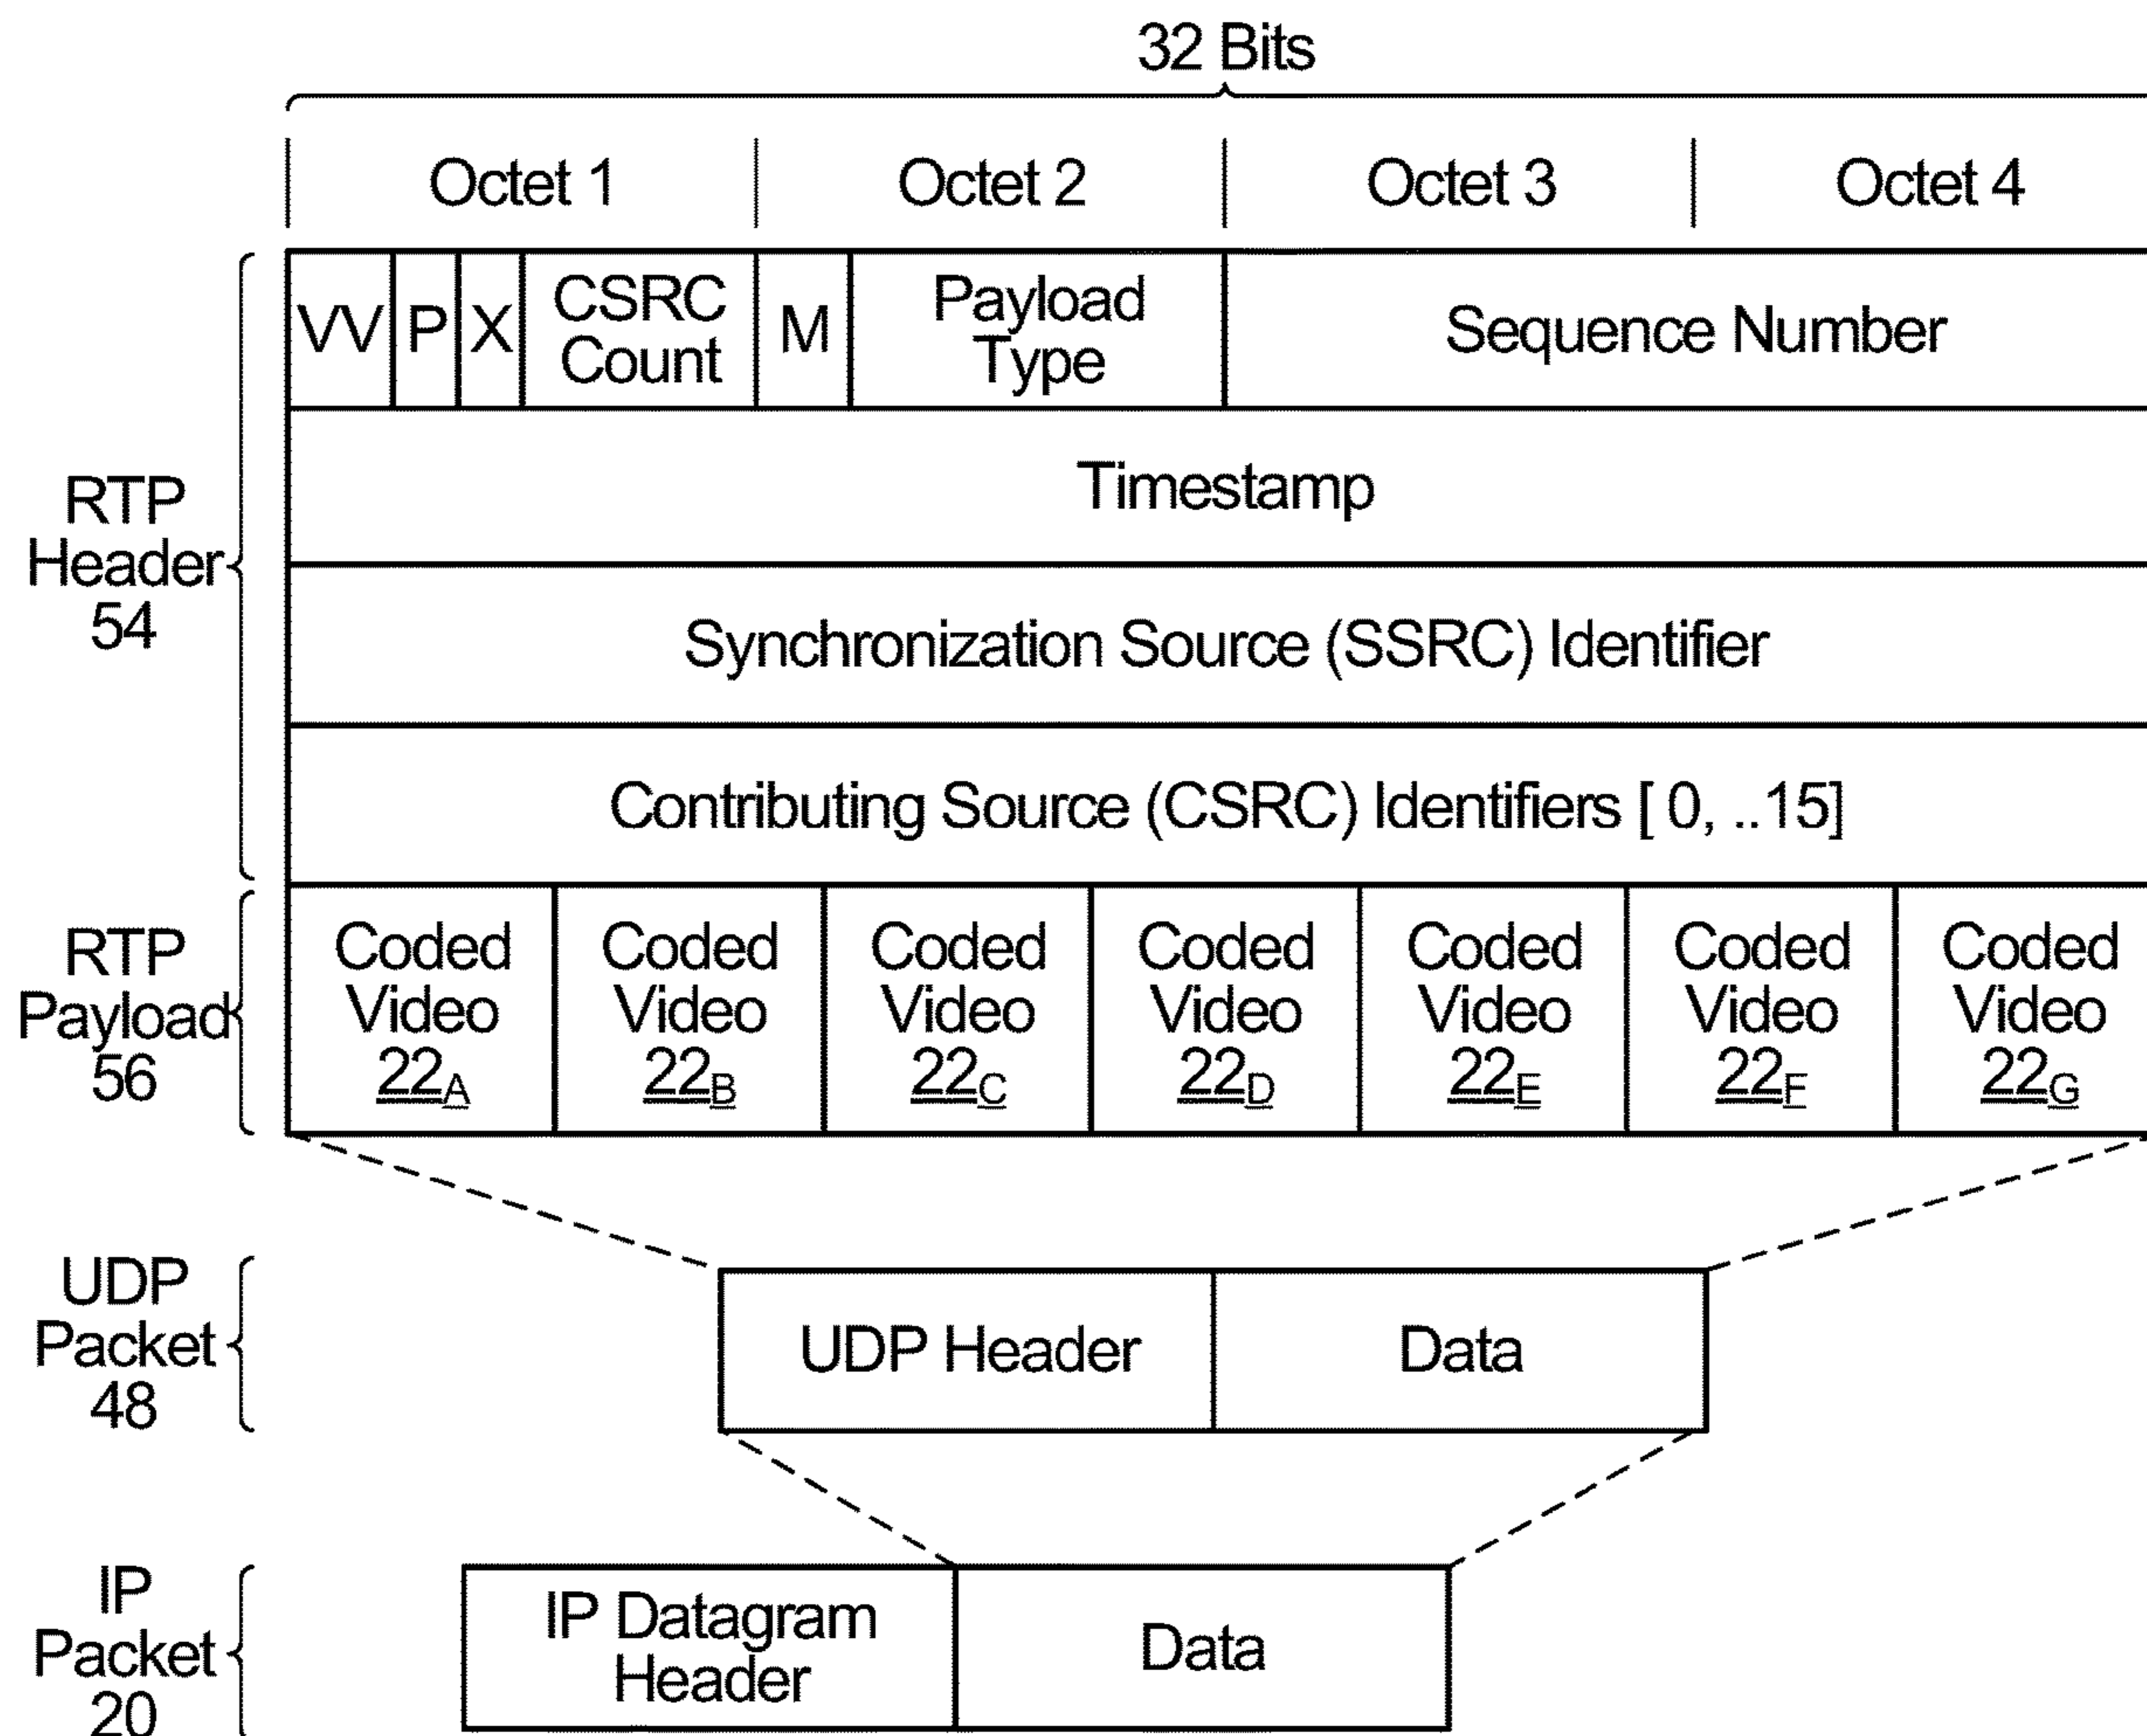 32 Bits
Octet 1 Octet 2 Octet 3 Octet 4
VV P X CSRC Count M Payload Type Sequence Number
Timestamp
RTP
Header
54
Synchronization Source (SSRC) Identifier
Contributing Source (CSRC) Identifiers [ 0, ..15]
RTP
Payload
56
Coded Video 22A
Coded Video 22B
Coded Video 22C
Coded Video 22D
Coded Video 22E
Coded Video 22F
Coded Video 22G
UDP
Packet
48
UDP Header Data
IP
Packet
20
IP Datagram
Header
Data